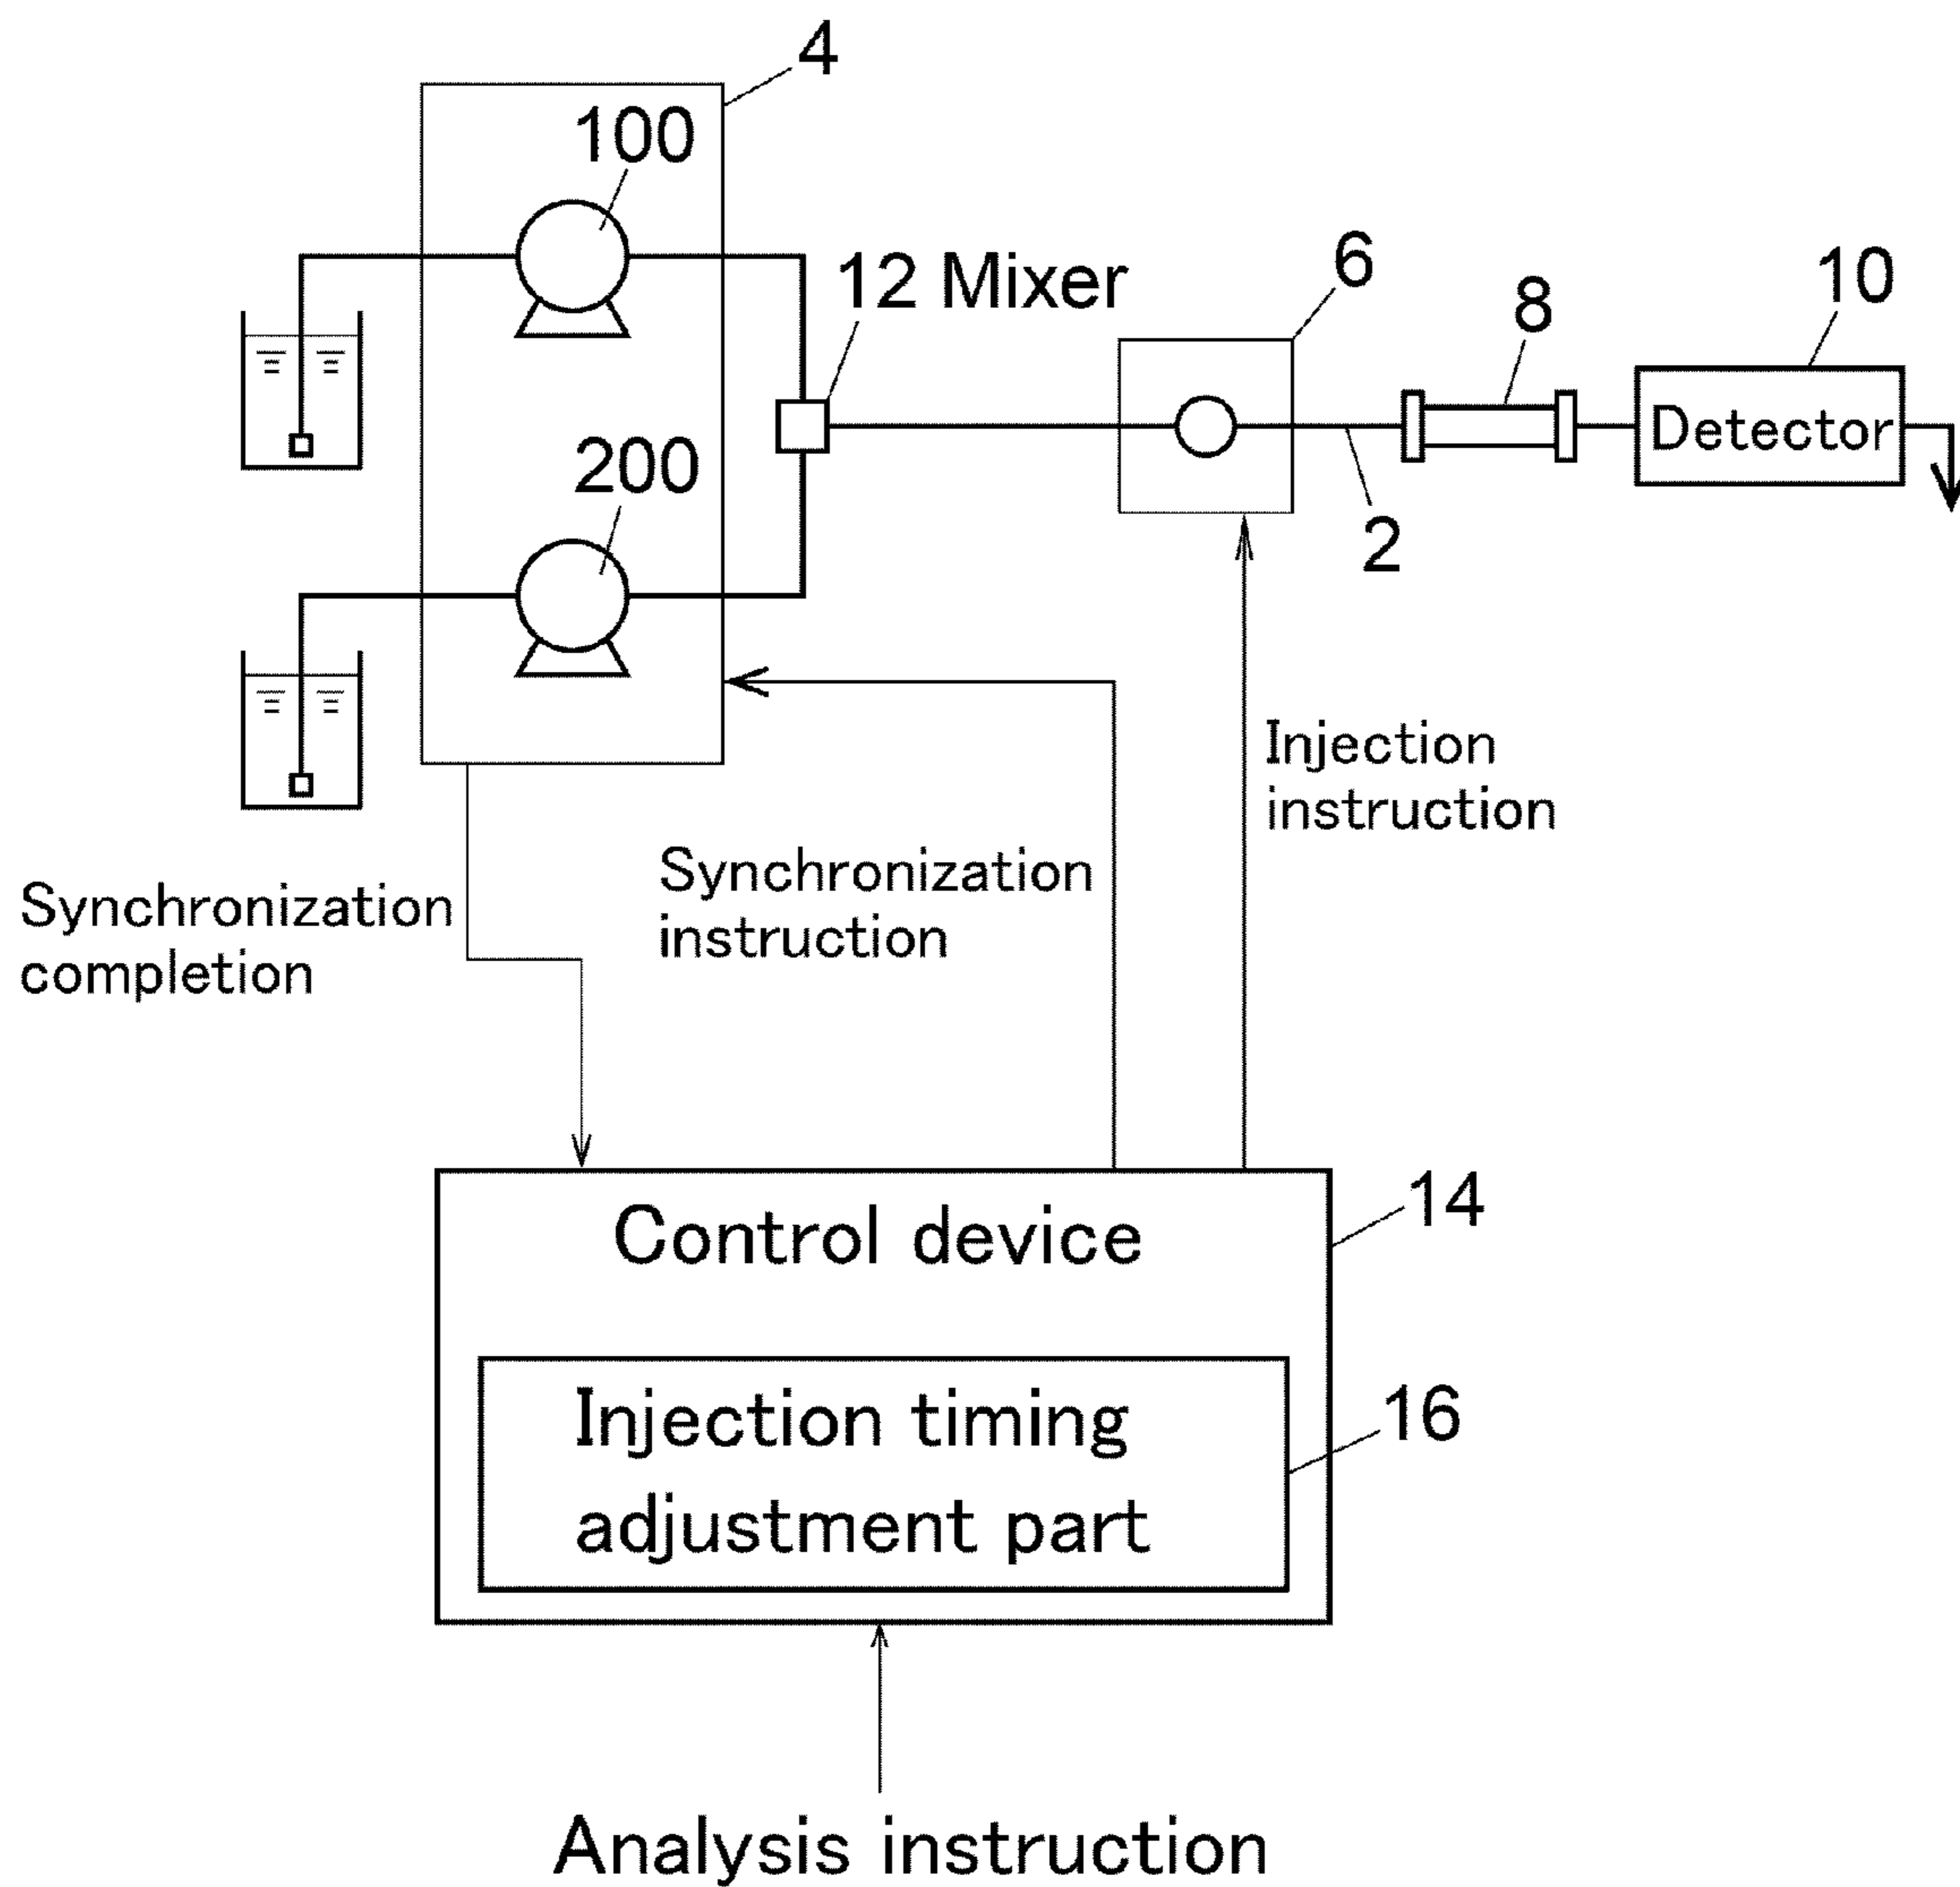 4
100
12 Mixer
6
8
10
Detector
200
2
Injection
instruction
Synchronization
instruction
Synchronization
completion
Control device
14
Injection timing
adjustment part
16
Analysis instruction